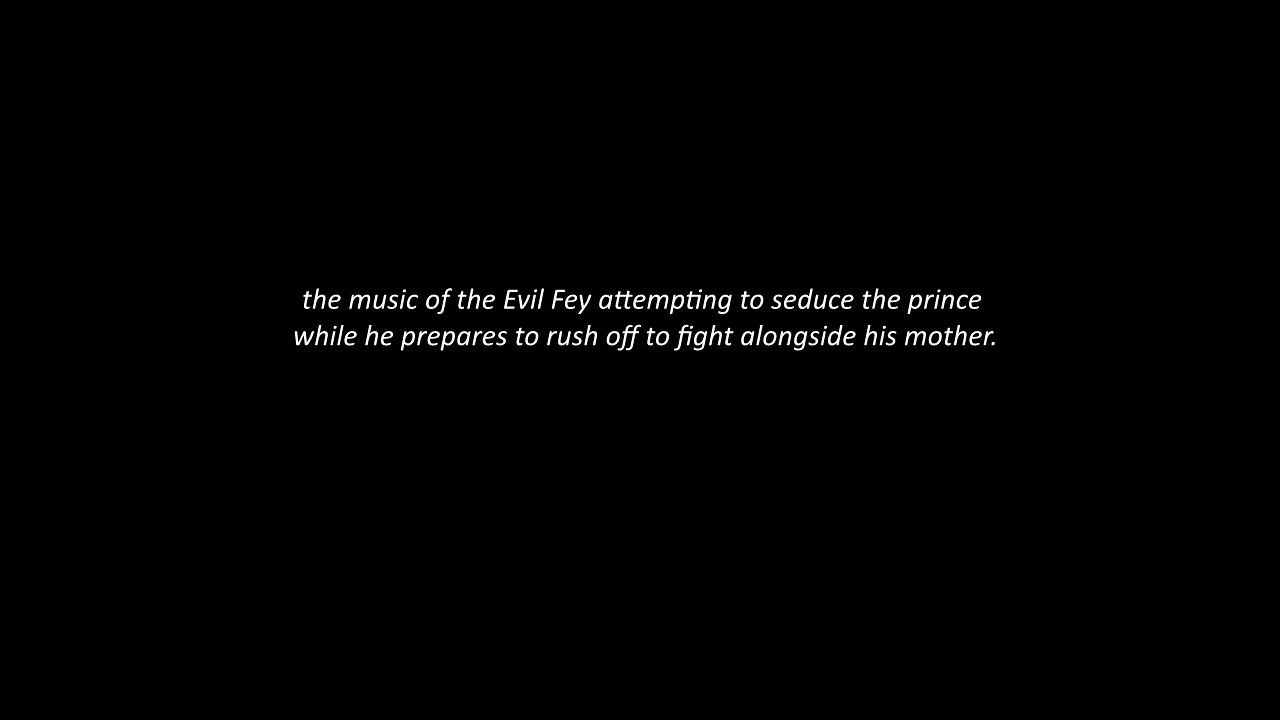 the music of the Evil Fey attempting to seduce the prince
while he prepares to rush off to fight alongside his mother.